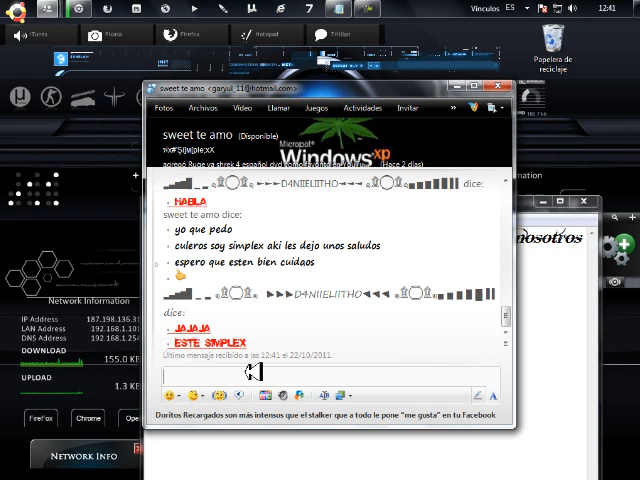 Vínculos ES 12:41
iTunes Picasa Firefox Notepad Trillian
Papelera de
reciclaje
sweet te amo <garyul_11@hotmail.com>
Fotos Archivos Video Llamar Juegos Actividades Invitar »
sweet te amo (Disponible)
Micropot
Windows xp
(Hace 2 días)
D4NIIELIITHO dice:
HABLA
sweet te amo dice:
yo que pedo
culeros soy simplex aki les dejo unos saludos
espero que esten bien cuidaos
D4NIIELIITHO
dice:
JAJAJA
ESTE SIMPLEX
Último mensaje recibido a las 12:41 el 22/10/2011.
Doritos Recargados son más intensos que el stalker que a todo le pone "me gusta" en tu Facebook
nosotros
Network Information
IP Address 187.198.136.3
LAN Address 192.168.1.101
DNS Address 192.168.1.254
DOWNLOAD
155.0 K
UPLOAD
1.3 K
FireFox Chrome Ope
Network Info